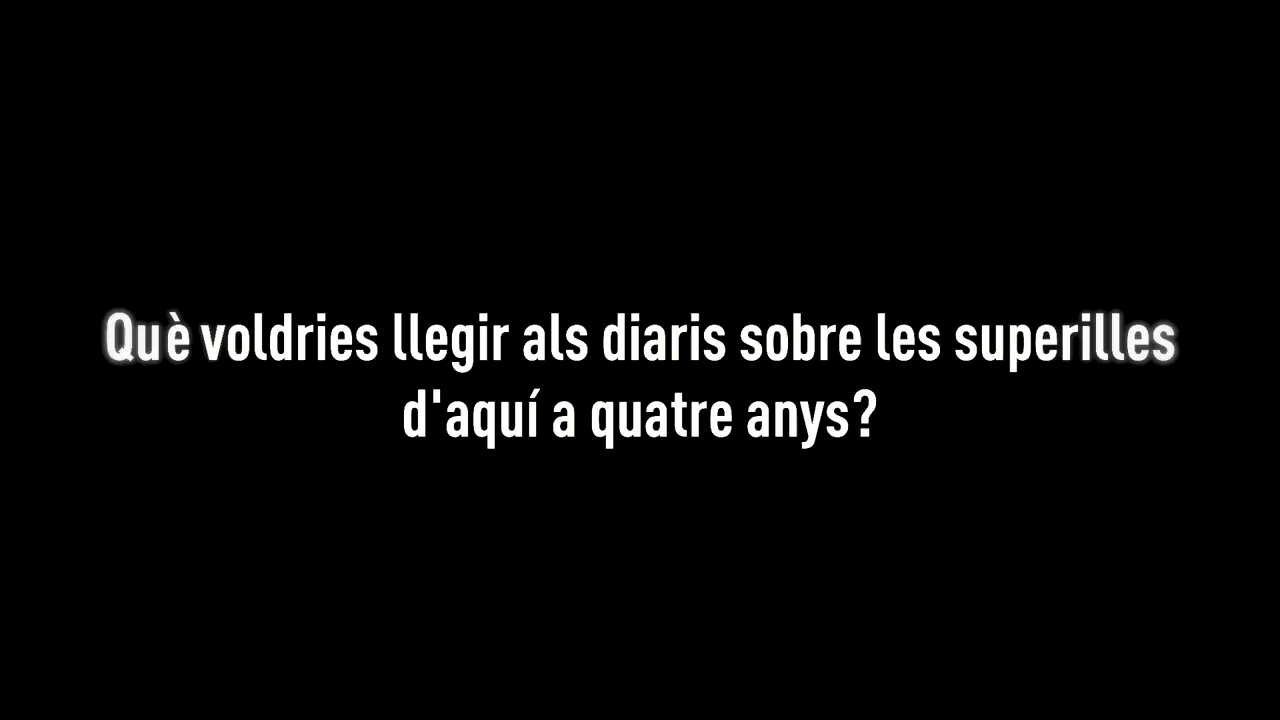 Què voldries llegir als diaris sobre les superilles
d'aquí a quatre anys?